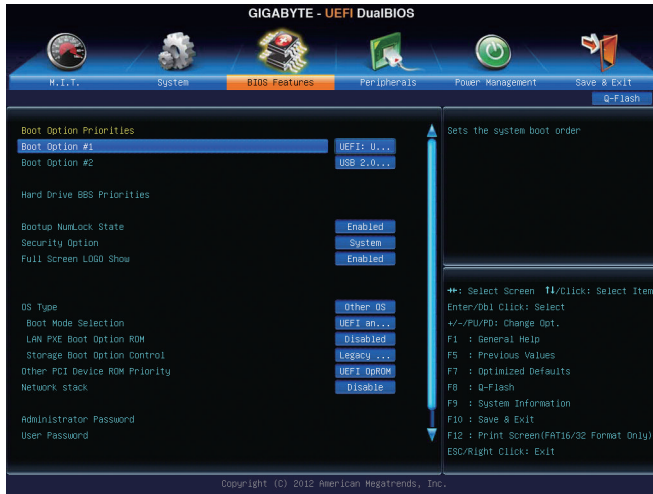 GIGABYTE - UEFI DualBIOS
M.I.T. System BIOS Features Peripherals Power Management Save & Exit
Q-Flash
Boot Option Priorities
Boot Option #1 UEFI: U...
Boot Option #2 USB 2.0...
Hard Drive BBS Priorities
Bootup NumLock State Enabled
Security Option System
Full Screen LOGO Show Enabled
OS Type Other OS
Boot Mode Selection UEFI an...
LAN PXE Boot Option ROM Disabled
Storage Boot Option Control Legacy ...
Other PCI Device ROM Priority UEFI OpROM
Network stack Disable
Administrator Password
User Password
Sets the system boot order
→←: Select Screen ↑↓/Click: Select Item
Enter/Dbl Click: Select
+/-/PU/PD: Change Opt.
F1 : General Help
F5 : Previous Values
F7 : Optimized Defaults
F8 : Q-Flash
F9 : System Information
F10 : Save & Exit
F12 : Print Screen(FAT16/32 Format Only)
ESC/Right Click: Exit
Copyright (C) 2012 American Megatrends, Inc.